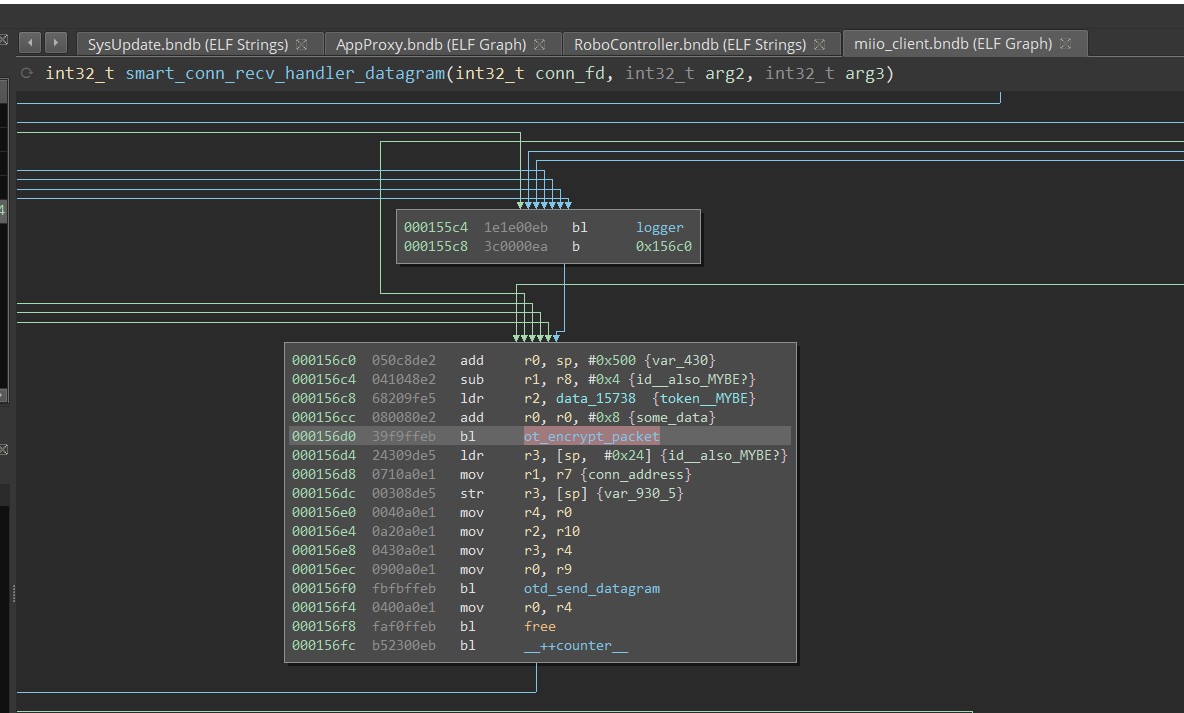 SysUpdate.bndb (ELF Strings) AppProxy.bndb (ELF Graph) RoboController.bndb (ELF Strings) miio_client.bndb (ELF Graph)
int32_t smart_conn_recv_handler_datagram(int32_t conn_fd, int32_t arg2, int32_t arg3)
000155c4 1e1e00eb bl logger
000155c8 3c0000ea b 0x156c0
4
000156c0 050c8de2 add r0, sp, #0x500 {var_430}
000156c4 041048e2 sub r1, r8, #0x4 {id__also_MYBE?}
000156c8 68209fe5 ldr r2, data_15738 {token__MYBE}
000156cc 080080e2 add r0, r0, #0x8 {some_data}
000156d0 39f9ffeb bl ot_encrypt_packet
000156d4 24309de5 ldr r3, [sp, #0x24] {id__also_MYBE?}
000156d8 0710a0e1 mov r1, r7 {conn_address}
000156dc 00308de5 str r3, [sp] {var_930_5}
000156e0 0040a0e1 mov r4, r0
000156e4 0a20a0e1 mov r2, r10
000156e8 0430a0e1 mov r3, r4
000156ec 0900a0e1 mov r0, r9
000156f0 fbfbffeb bl otd_send_datagram
000156f4 0400a0e1 mov r0, r4
000156f8 faf0ffeb bl free
000156fc b52300eb bl __++counter__